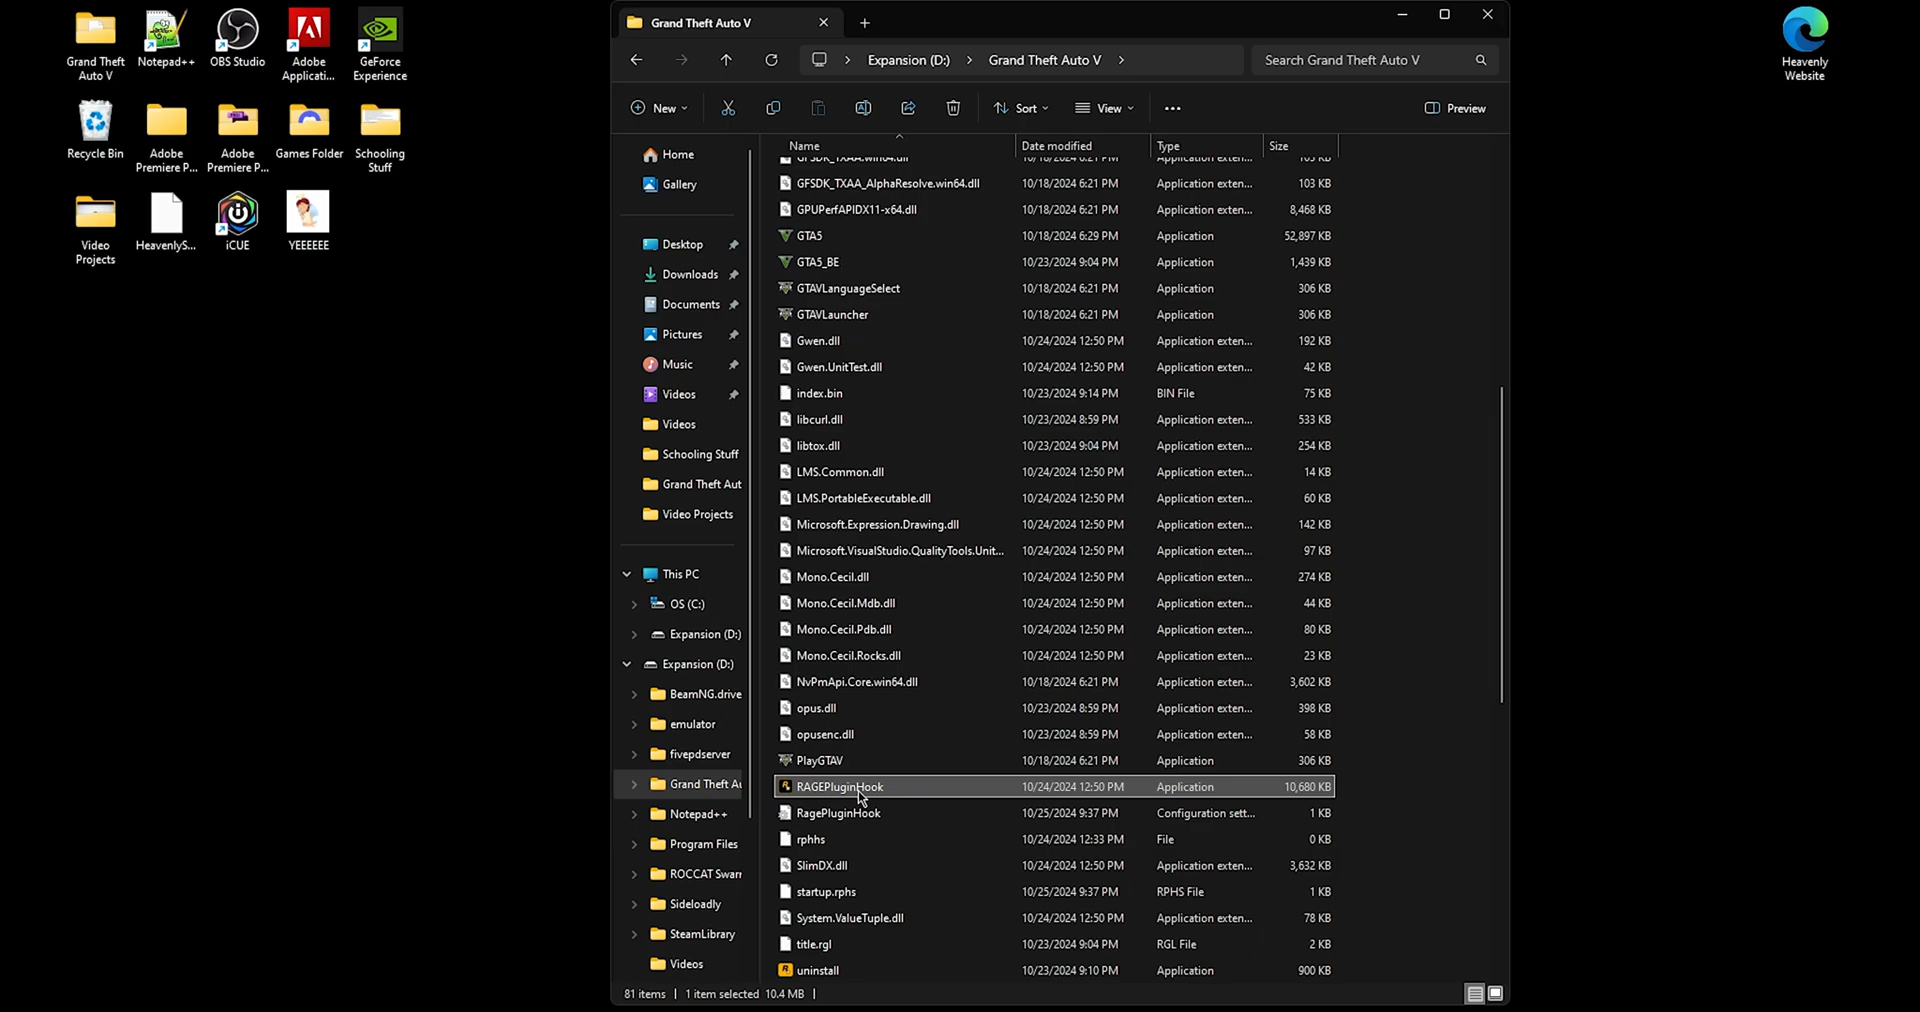 Grand Theft
Auto V
Notepad++
OBS Studio
Adobe
Applicati...
GeForce
Experience
Recycle Bin
Adobe
Premiere P...
Adobe
Premiere P...
Games Folder
Schooling
Stuff
Video
Projects
HeavenlyS...
iCUE
YEEEEEE
Heavenly
Website
Grand Theft Auto V
Expansion (D:)
Grand Theft Auto V
Search Grand Theft Auto V
New
Sort
View
Preview
Home
Gallery
Desktop
Downloads
Documents
Pictures
Music
Videos
Videos
Schooling Stuff
Grand Theft Aut
Video Projects
This PC
OS (C:)
Expansion (D:)
Expansion (D:)
BeamNG.drive
emulator
fivepdserver
Grand Theft Au
Notepad++
Program Files
ROCCAT Swarm
Sideloadly
SteamLibrary
Videos
Name Date modified Type Size
GFSDK_TXAA.win64.dll 10/18/2024 6:21 PM Application exten... 103 KB
GFSDK_TXAA_AlphaResolve.win64.dll 10/18/2024 6:21 PM Application exten... 103 KB
GPUPerfAPIDX11-x64.dll 10/18/2024 6:21 PM Application exten... 8,468 KB
GTA5 10/18/2024 6:29 PM Application 52,897 KB
GTA5_BE 10/23/2024 9:04 PM Application 1,439 KB
GTAVLanguageSelect 10/18/2024 6:21 PM Application 306 KB
GTAVLauncher 10/18/2024 6:21 PM Application 306 KB
Gwen.dll 10/24/2024 12:50 PM Application exten... 192 KB
Gwen.UnitTest.dll 10/24/2024 12:50 PM Application exten... 42 KB
index.bin 10/23/2024 9:14 PM BIN File 75 KB
libcurl.dll 10/23/2024 8:59 PM Application exten... 533 KB
libtox.dll 10/23/2024 9:04 PM Application exten... 254 KB
LMS.Common.dll 10/24/2024 12:50 PM Application exten... 14 KB
LMS.PortableExecutable.dll 10/24/2024 12:50 PM Application exten... 60 KB
Microsoft.Expression.Drawing.dll 10/24/2024 12:50 PM Application exten... 142 KB
Microsoft.VisualStudio.QualityTools.Unit... 10/24/2024 12:50 PM Application exten... 97 KB
Mono.Cecil.dll 10/24/2024 12:50 PM Application exten... 274 KB
Mono.Cecil.Mdb.dll 10/24/2024 12:50 PM Application exten... 44 KB
Mono.Cecil.Pdb.dll 10/24/2024 12:50 PM Application exten... 80 KB
Mono.Cecil.Rocks.dll 10/24/2024 12:50 PM Application exten... 23 KB
NvPmApi.Core.win64.dll 10/18/2024 6:21 PM Application exten... 3,602 KB
opus.dll 10/23/2024 8:59 PM Application exten... 398 KB
opusenc.dll 10/23/2024 8:59 PM Application exten... 58 KB
PlayGTAV 10/18/2024 6:21 PM Application 306 KB
RAGEPluginHook 10/24/2024 12:50 PM Application 10,680 KB
RagePluginHook 10/25/2024 9:37 PM Configuration sett... 1 KB
rphhs 10/24/2024 12:33 PM File 0 KB
SlimDX.dll 10/24/2024 12:50 PM Application exten... 3,632 KB
startup.rphs 10/25/2024 9:37 PM RPHS File 1 KB
System.ValueTuple.dll 10/24/2024 12:50 PM Application exten... 78 KB
title.rgl 10/23/2024 9:04 PM RGL File 2 KB
uninstall 10/23/2024 9:10 PM Application 900 KB
81 items 1 item selected 10.4 MB